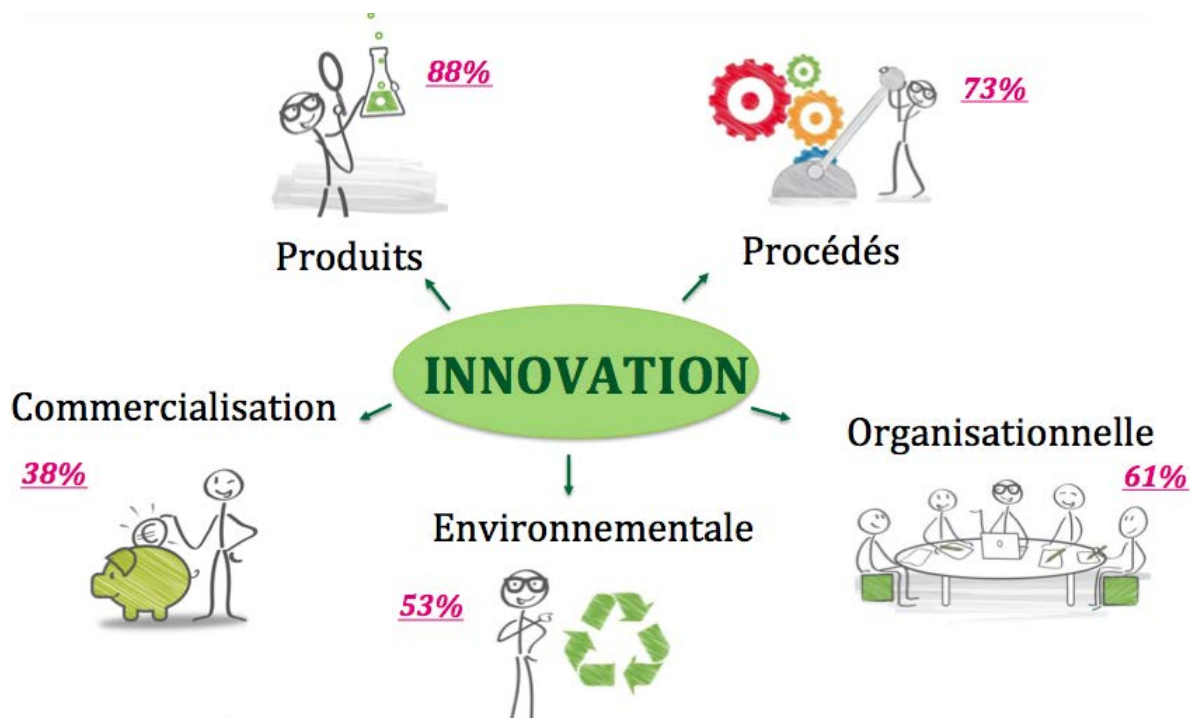 88%
73%
Produits
Procédés
INNOVATION
Commercialisation
38%
Organisationnelle
61%
Environnementale
53%
€